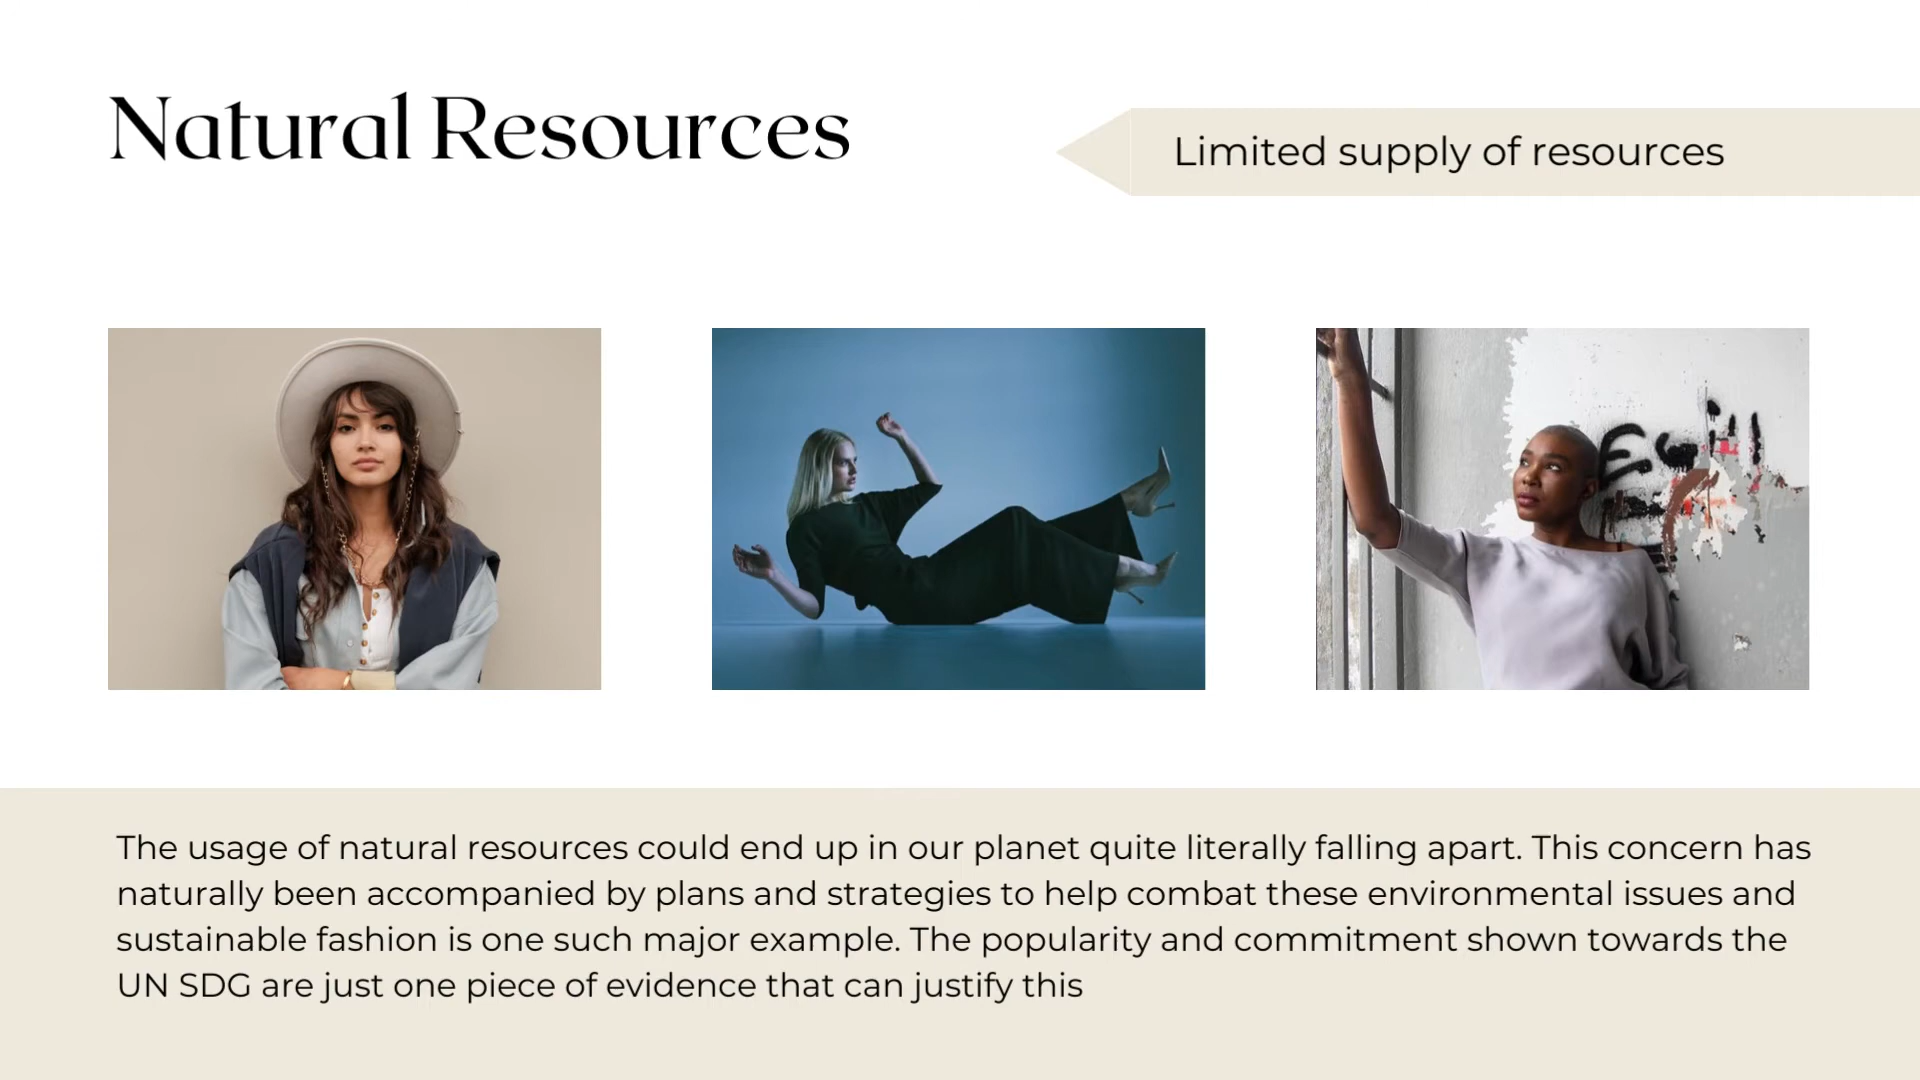 Natural Resources
Limited supply of resources
The usage of natural resources could end up in our planet quite literally falling apart. This concern has
naturally been accompanied by plans and strategies to help combat these environmental issues and
sustainable fashion is one such major example. The popularity and commitment shown towards the
UN SDG are just one piece of evidence that can justify this